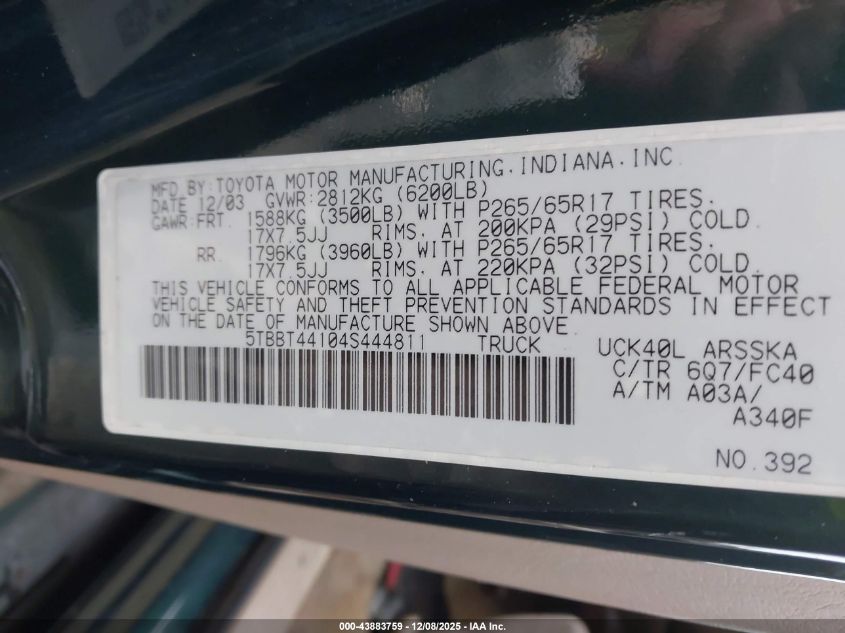 MFD BY:TOYOTA MOTOR MANUFACTURING.INDIANA.INC.
DATE 12/03 GVWR:2812KG (6200LB)
GAWR:FRT. 1588KG (3500LB) WITH P265/65R17 TIRES.
17X7.5JJ RIMS. AT 200KPA (29PSI) COLD.
RR. 1796KG (3960LB) WITH P265/65R17 TIRES.
17X7.5JJ RIMS. AT 220KPA (32PSI) COLD.
THIS VEHICLE CONFORMS TO ALL APPLICABLE FEDERAL MOTOR
VEHICLE SAFETY AND THEFT PREVENTION STANDARDS IN EFFECT
ON THE DATE OF MANUFACTURE SHOWN ABOVE.
5TBBT44104S444811 TRUCK UCK40L ARSSKA
C/TR 6Q7/FC40
A/TM A03A/
A340F
NO.392
000-43883759 | 12/08/2025 - IAA Inc.